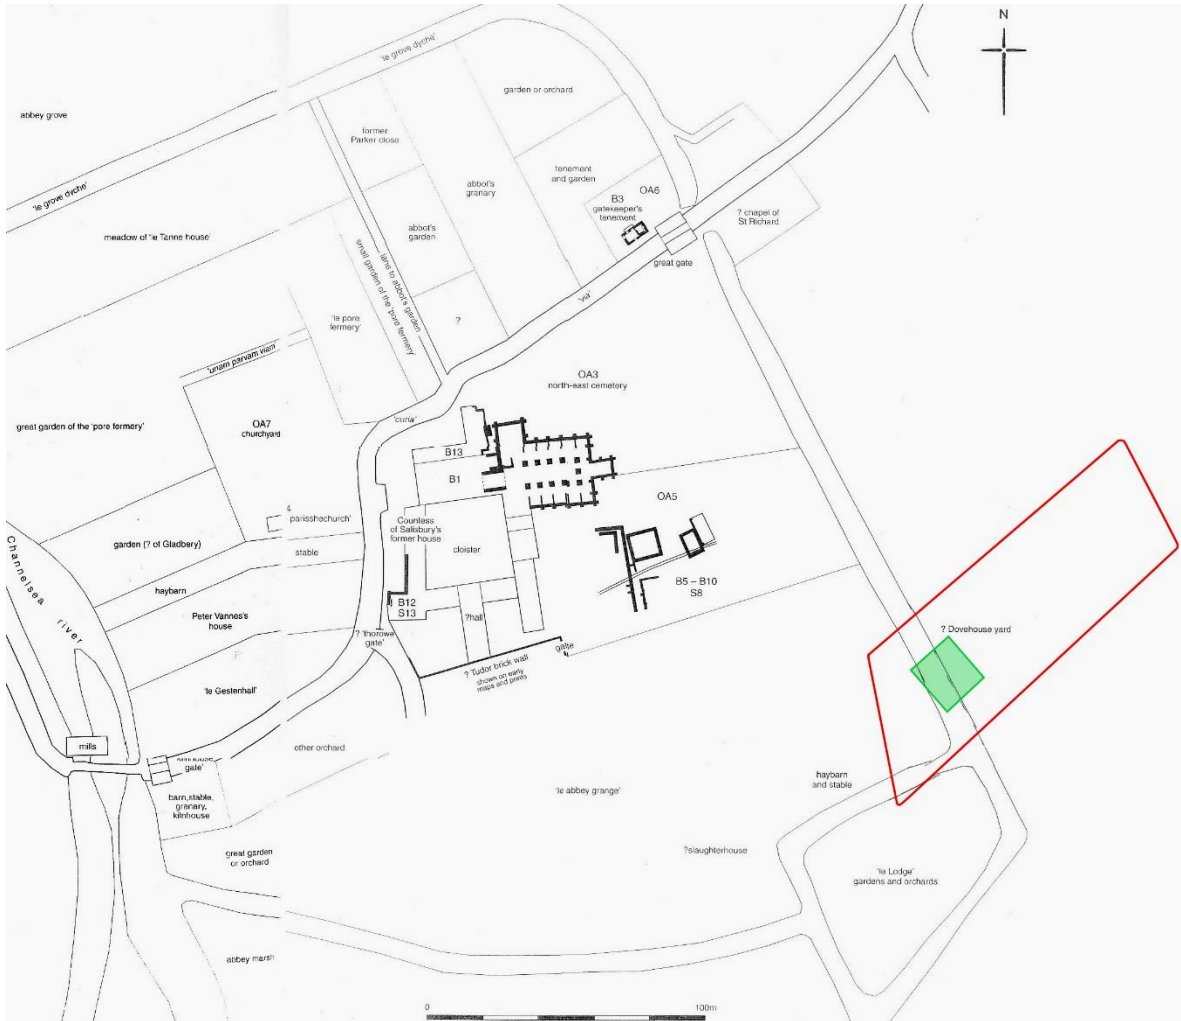 N
'le grove dyche'
abbey grove
garden or orchard
former
Parker close
abbot's
granary
tenement
and garden
OA6
B3
gatekeeper's
tenement
? chapel of
St Richard
'le grove dyche'
meadow of 'le Tanne house'
abbot's
garden
great gate
lane to abbot's garden
small garden of the 'pore fermery'
'via'
'le pore
fermery'
?
'unam parvam viam'
OA3
north-east cemetery
great garden of the 'pore fermery'
OA7
churchyard
'curia'
B13
B1
OA5
4
parisshechurch'
Countess
of Salisbury's
former house
cloister
garden (? of Gladbery)
stable
Channelsea river
haybarn
B5 – B10
S8
B12
S13
?hall
Peter Vannes's
house
? 'thorowe
gate'
gate
? Dovehouse yard
? Tudor brick wall
shown on early
maps and prints
'le Gestenhall'
mills
other orchard
gate'
haybarn
and stable
'le abbey grange'
barn, stable,
granary,
kilnhouse
great garden
or orchard
?slaughterhouse
'le Lodge'
gardens and orchards
abbey marsh
0
100m